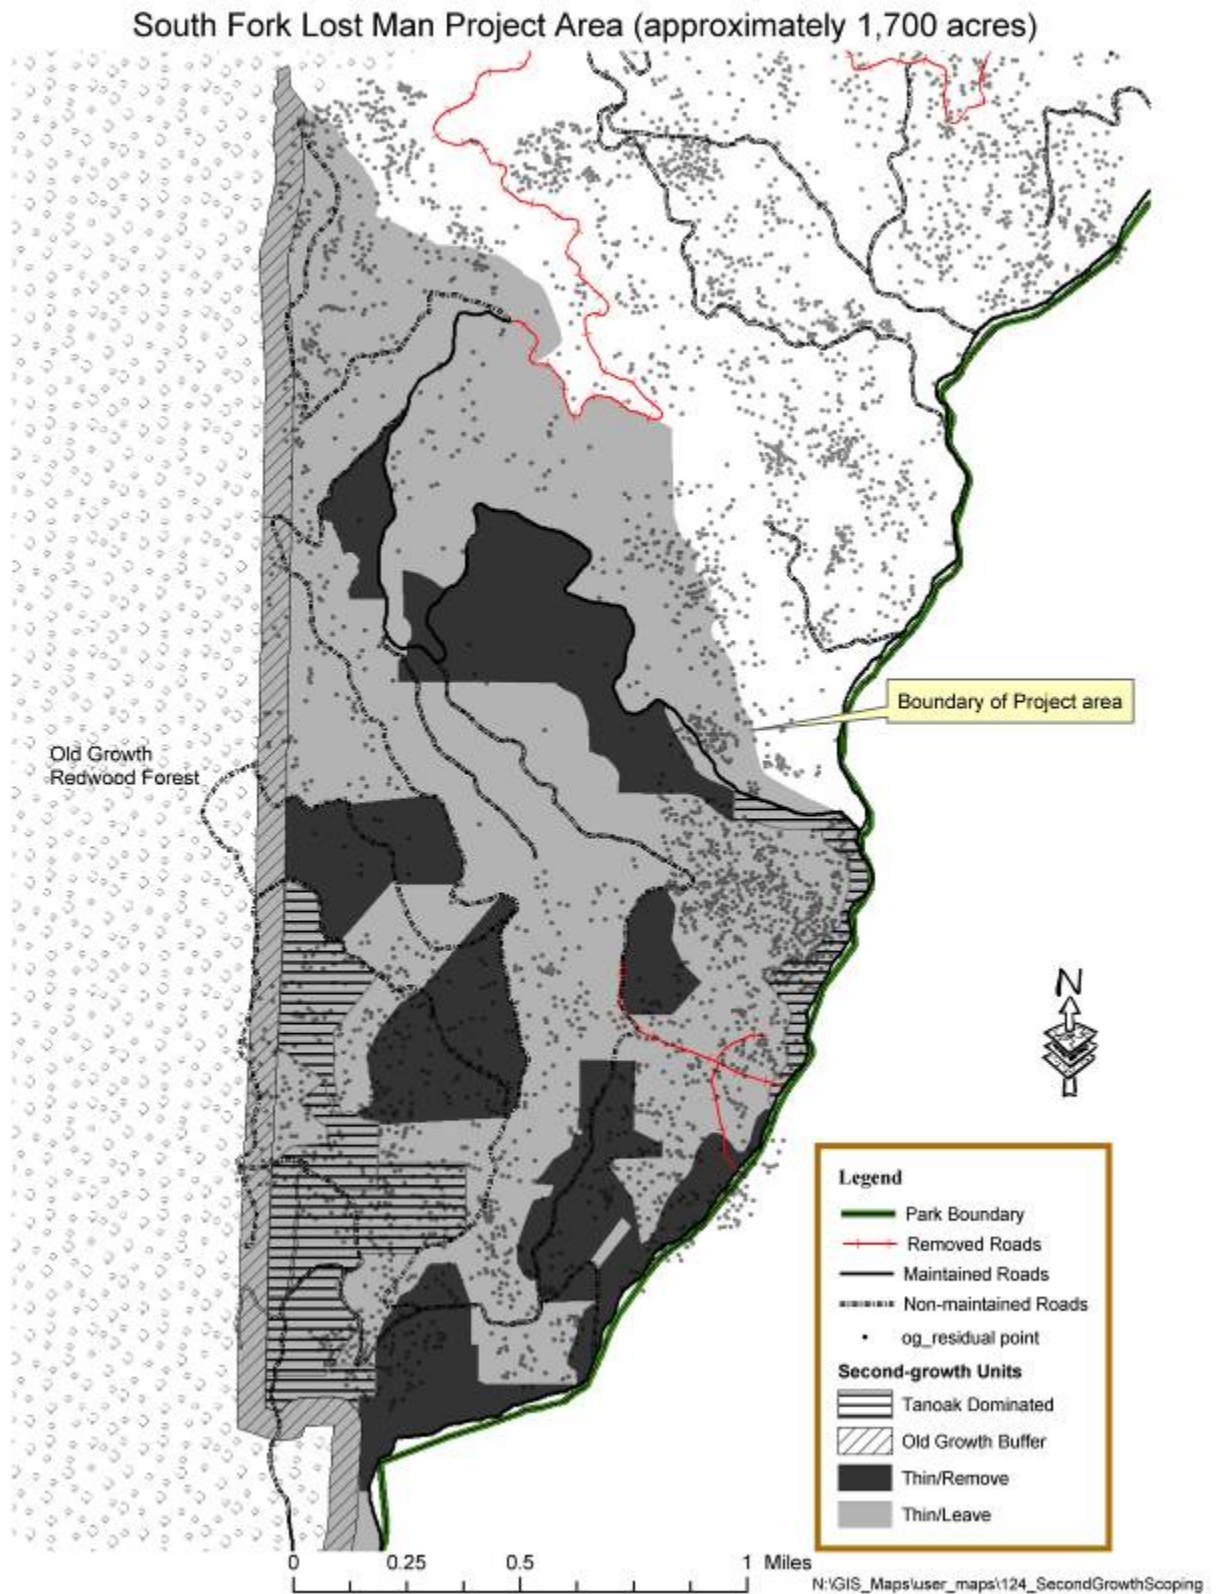 South Fork Lost Man Project Area (approximately 1,700 acres)
Boundary of Project area
Old Growth
Redwood Forest
N
Legend
Park Boundary
Removed Roads
Maintained Roads
Non-maintained Roads
og_residual point
Second-growth Units
Tanoak Dominated
Old Growth Buffer
Thin/Remove
Thin/Leave
0 0.25 0.5 1 Miles
N:\GIS_Maps\user_maps\124_SecondGrowthScoping